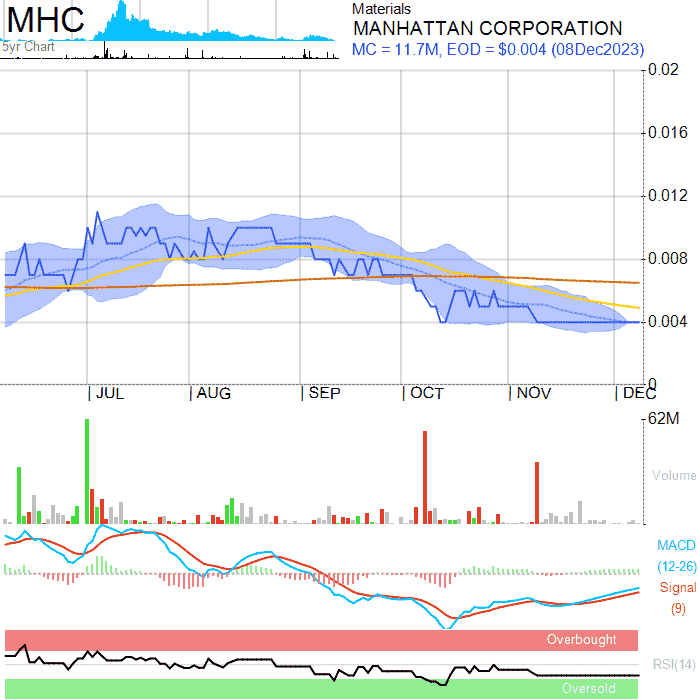 MHC
5yr Chart
Materials
MANHATTAN CORPORATION
MC = 11.7M, EOD = $0.004 (08Dec2023)
0.02
0.016
0.012
0.008
0.004
0
JUL AUG SEP OCT NOV DEC
62M
Volume
MACD
(12-26)
Signal
(9)
Overbought
RSI(14)
Oversold